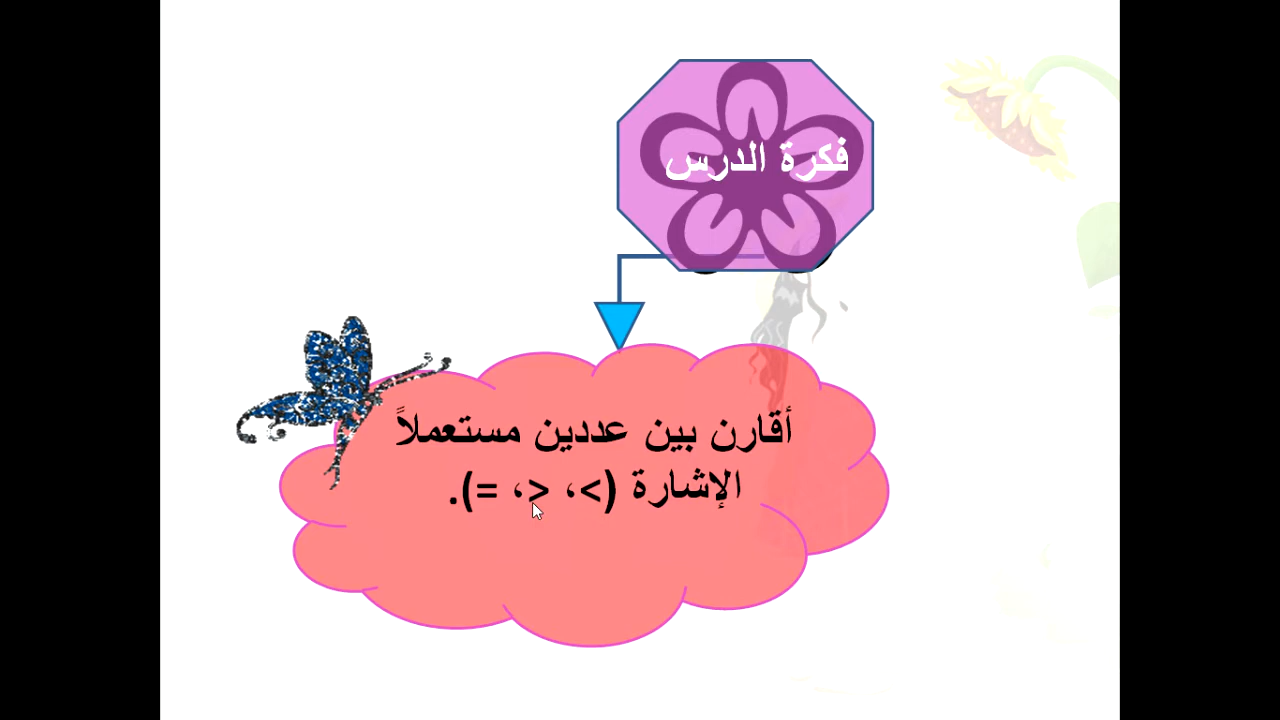 فكرة الدرس
أقارن بين عددين مستعملاً
الإشارة (>، <، =).